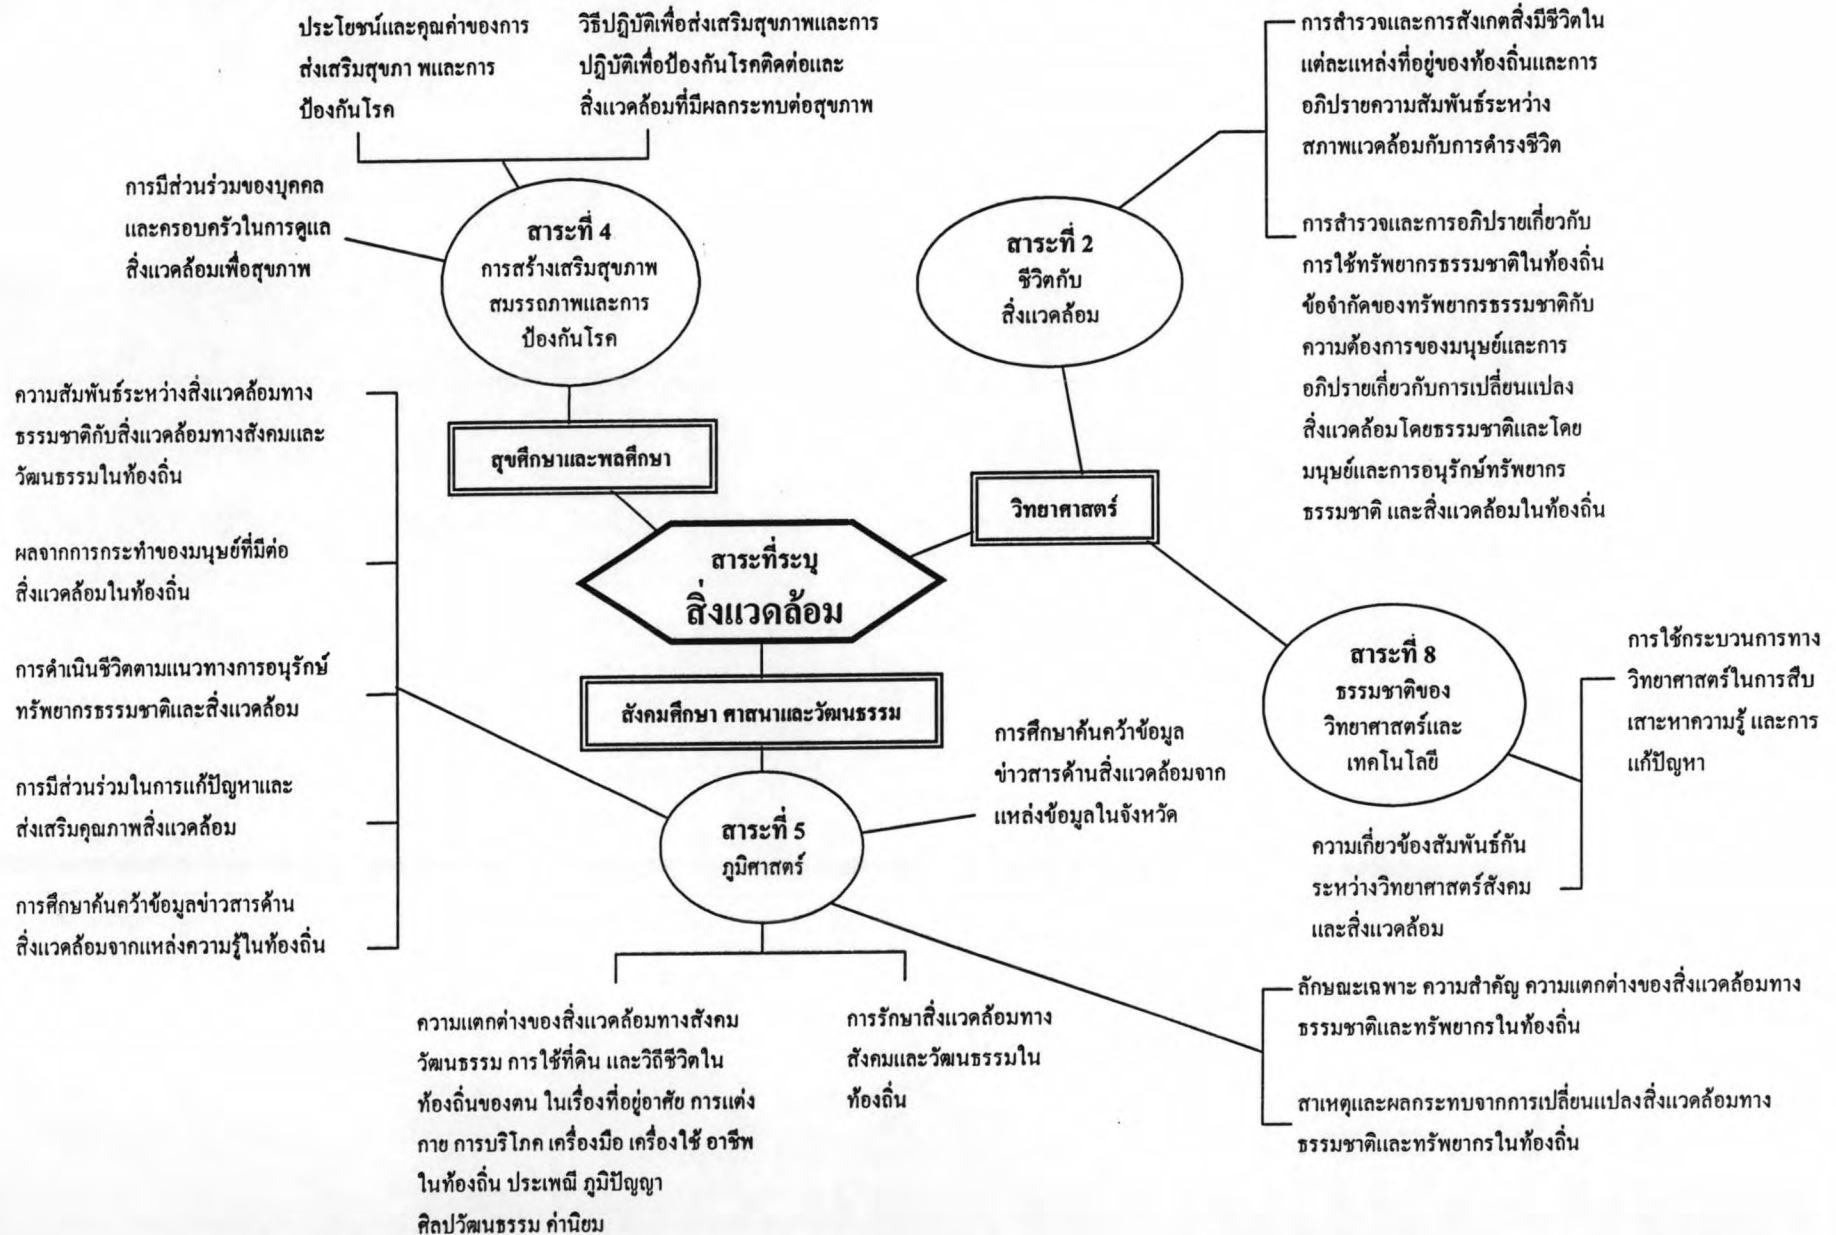 ประโยชน์และคุณค่าของการ
ส่งเสริมสุขภา พและการ
ป้องกันโรค
วิธีปฏิบัติเพื่อส่งเสริมสุขภาพและการ
ปฏิบัติเพื่อป้องกันโรคติดต่อและ
สิ่งแวดล้อมที่มีผลกระทบต่อสุขภาพ
การมีส่วนร่วมของบุคคล
และครอบครัวในการดูแล
สิ่งแวดล้อมเพื่อสุขภาพ
สาระที่ 4
การสร้างเสริมสุขภาพ
สมรรถภาพและการ
ป้องกันโรค
สุขศึกษาและพลศึกษา
การสำรวจและการสังเกตสิ่งมีชีวิตใน
แต่ละแหล่งที่อยู่ของท้องถิ่นและการ
อภิปรายความสัมพันธ์ระหว่าง
สภาพแวดล้อมกับการดำรงชีวิต
การสำรวจและการอภิปรายเกี่ยวกับ
การใช้ทรัพยากรธรรมชาติในท้องถิ่น
ข้อจำกัดของทรัพยากรธรรมชาติกับ
ความต้องการของมนุษย์และการ
อภิปรายเกี่ยวกับการเปลี่ยนแปลง
สิ่งแวดล้อมโดยธรรมชาติและโดย
มนุษย์และการอนุรักษ์ทรัพยากร
ธรรมชาติ และสิ่งแวดล้อมในท้องถิ่น
สาระที่ 2
ชีวิตกับ
สิ่งแวดล้อม
วิทยาศาสตร์
สาระที่ระบุ
สิ่งแวดล้อม
ความสัมพันธ์ระหว่างสิ่งแวดล้อมทาง
ธรรมชาติกับสิ่งแวดล้อมทางสังคมและ
วัฒนธรรมในท้องถิ่น
ผลจากการกระทำของมนุษย์ที่มีต่อ
สิ่งแวดล้อมในท้องถิ่น
การดำเนินชีวิตตามแนวทางการอนุรักษ์
ทรัพยากรธรรมชาติและสิ่งแวดล้อม
การมีส่วนร่วมในการแก้ปัญหาและ
ส่งเสริมคุณภาพสิ่งแวดล้อม
การศึกษาค้นคว้าข้อมูลข่าวสารด้าน
สิ่งแวดล้อมจากแหล่งความรู้ในท้องถิ่น
สังคมศึกษา ศาสนาและวัฒนธรรม
สาระที่ 5
ภูมิศาสตร์
การศึกษาค้นคว้าข้อมูล
ข่าวสารด้านสิ่งแวดล้อมจาก
แหล่งข้อมูลในจังหวัด
สาระที่ 8
ธรรมชาติของ
วิทยาศาสตร์และ
เทคโนโลยี
การใช้กระบวนการทาง
วิทยาศาสตร์ในการสืบ
เสาะหาความรู้ และการ
แก้ปัญหา
ความเกี่ยวข้องสัมพันธ์กัน
ระหว่างวิทยาศาสตร์สังคม
และสิ่งแวดล้อม
ความแตกต่างของสิ่งแวดล้อมทางสังคม
วัฒนธรรม การใช้ที่ดิน และวิถีชีวิตใน
ท้องถิ่นของตน ในเรื่องที่อยู่อาศัย การแต่ง
กาย การบริโภค เครื่องมือ เครื่องใช้ อาชีพ
ในท้องถิ่น ประเพณี ภูมิปัญญา
ศิลปวัฒนธรรม ค่านิยม
การรักษาสิ่งแวดล้อมทาง
สังคมและวัฒนธรรมใน
ท้องถิ่น
ลักษณะเฉพาะ ความสำคัญ ความแตกต่างของสิ่งแวดล้อมทาง
ธรรมชาติและทรัพยากรในท้องถิ่น
สาเหตุและผลกระทบจากการเปลี่ยนแปลงสิ่งแวดล้อมทาง
ธรรมชาติและทรัพยากรในท้องถิ่น